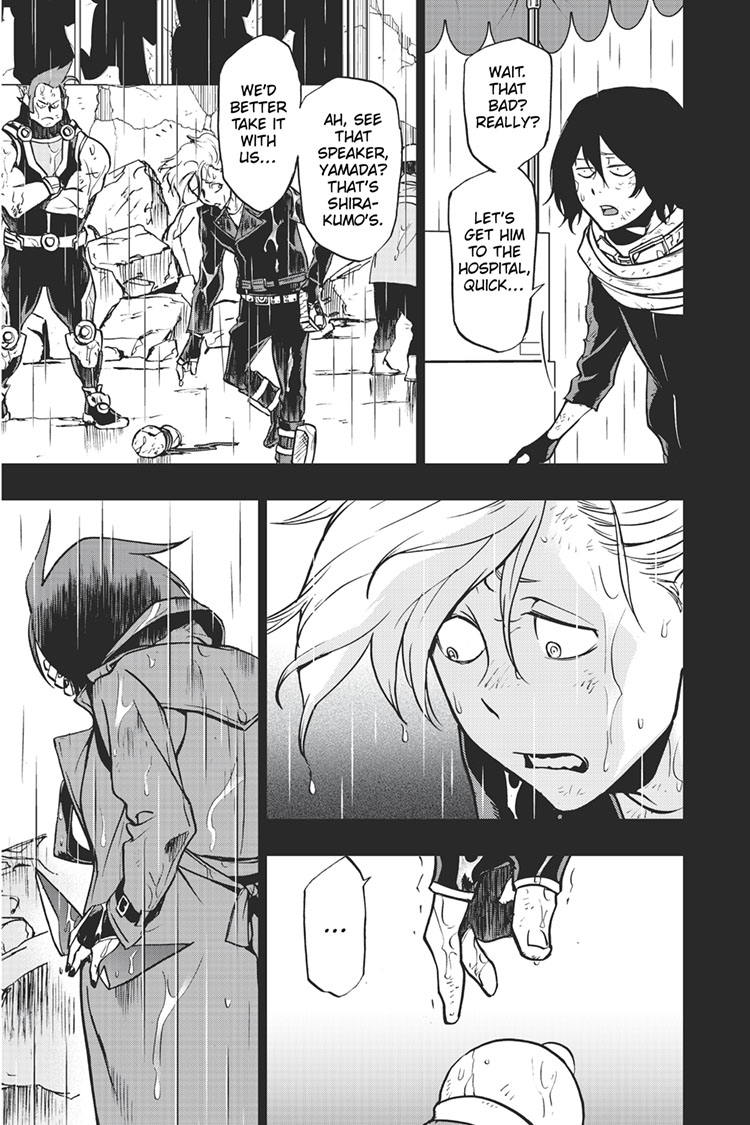 WAIT.
THAT
BAD?
REALLY?
LET'S
GET HIM
TO THE
HOSPITAL,
QUICK...
AH, SEE
THAT
SPEAKER,
YAMADA?
THAT'S
SHIRA-
KUMO'S.
WE'D
BETTER
TAKE IT
WITH
US...
...